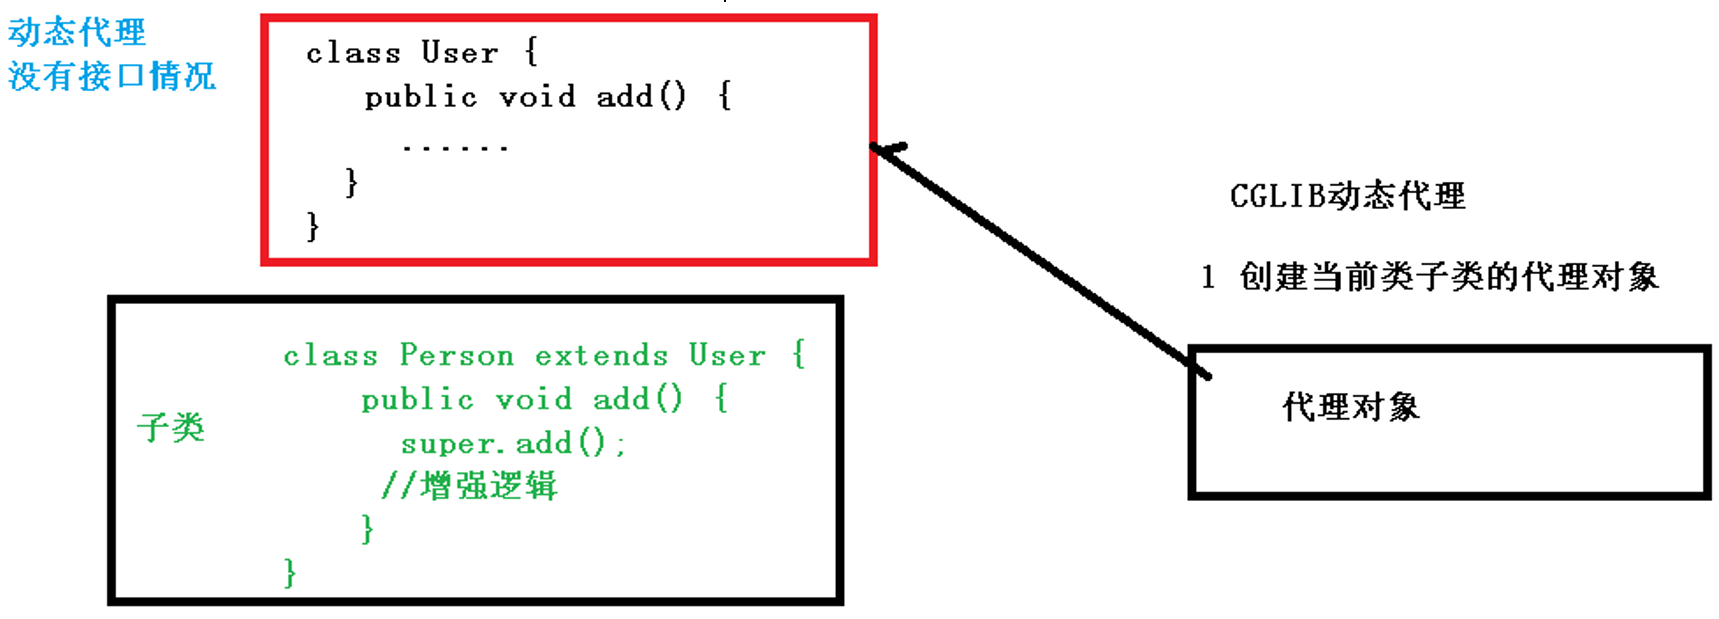 动态代理
没有接口情况
class User {
public void add() {
......
}
}
CGLIB动态代理
1 创建当前类子类的代理对象
代理对象
子类
class Person extends User {
public void add() {
super.add();
//增强逻辑
}
}